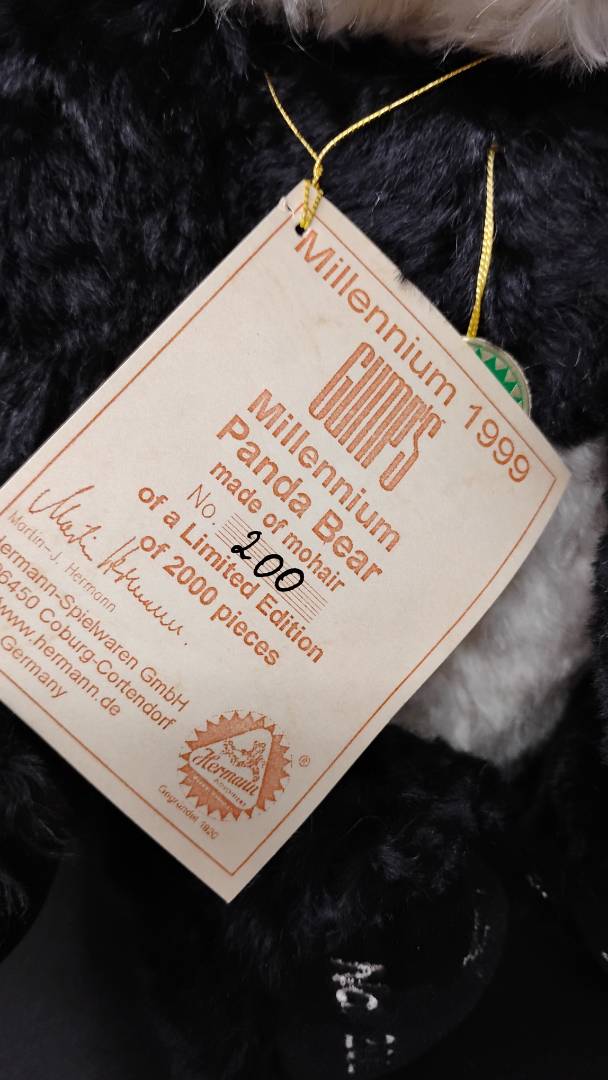 Millennium 1999
GUMP'S
Millennium
Panda Bear
made of mohair
No. 200
of a Limited Edition
of 2000 pieces
Martin-J. Hermann
Hermann-Spielwaren GmbH
96450 Coburg-Cortendorf
www.hermann.de
Germany
Hermann
®
Gegründet 1920
NO